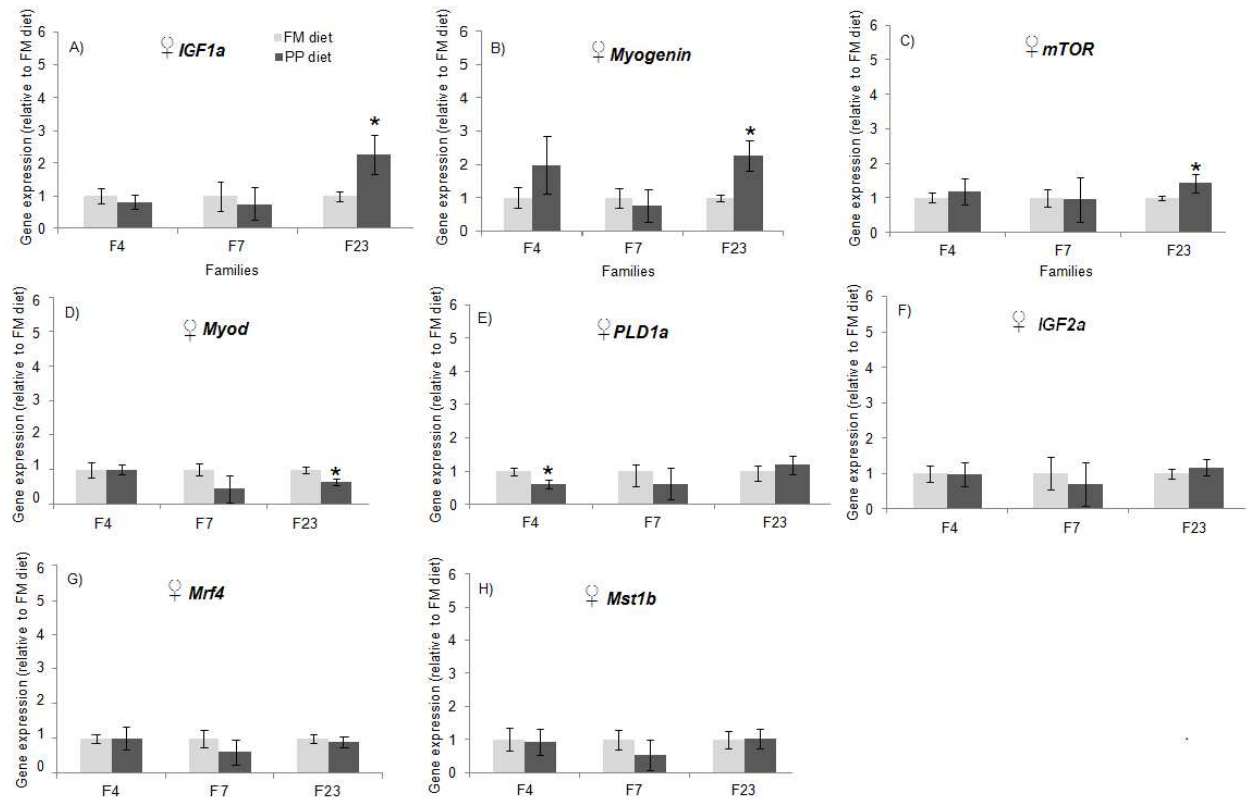 A)
♀ IGF1a
FM diet
PP diet
Gene expression (relative to FM diet)
6
5
4
3
2
1
0
*
F4 F7 F23
Families
B)
♀ Myogenin
Gene expression (relative to FM diet)
6
5
4
3
2
1
0
*
F4 F7 F23
C)
♀ mTOR
Gene expression (relative to FM diet)
6
5
4
3
2
1
0
*
F4 F7 F23
Families
D)
♀ Myod
Gene expression (relative to FM diet)
6
5
4
3
2
1
0
*
F4 F7 F23
E)
♀ PLD1a
Gene expression (relative to FM diet)
6
5
4
3
2
1
0
*
F4 F7 F23
F)
♀ IGF2a
Gene expression (relative to FM diet)
6
5
4
3
2
1
0
F4 F7 F23
G)
♀ Mrf4
Gene expression (relative to FM diet)
6
5
4
3
2
1
0
F4 F7 F23
H)
♀ Mst1b
Gene expression (relative to FM diet)
6
5
4
3
2
1
0
F4 F7 F23